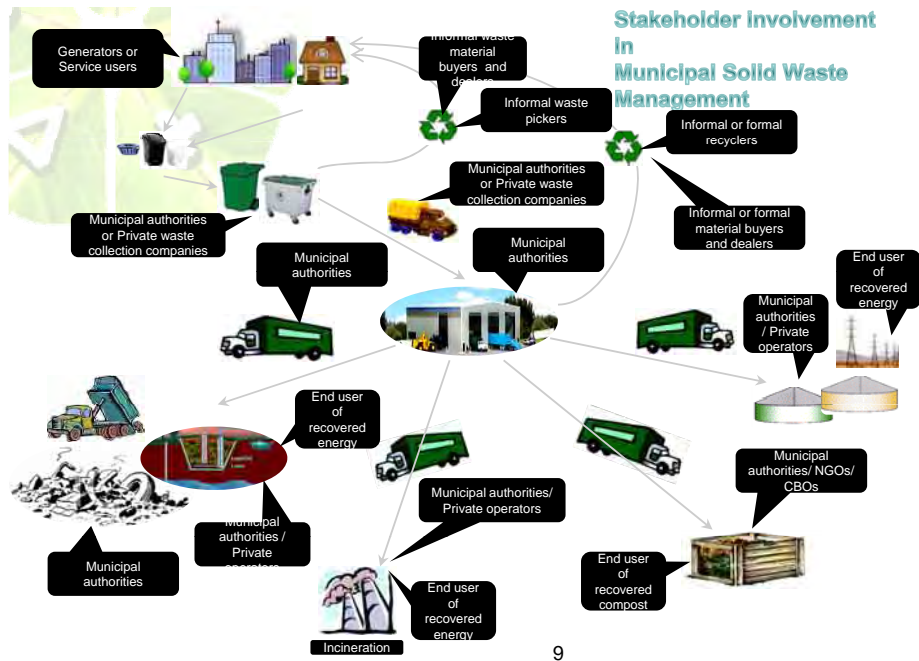 Stakeholder Involvement
in
Municipal Solid Waste
Management
Generators or
Service users
Informal waste
material
buyers and
dealers
Informal waste
pickers
Informal or formal
recyclers
Municipal authorities
or Private waste
collection companies
Municipal authorities
or Private waste
collection companies
Informal or formal
material buyers
and dealers
Municipal
authorities
Municipal
authorities
End user
of
recovered
energy
Municipal
authorities
/ Private
operators
End user
of
recovered
energy
Municipal
authorities/ NGOs/
CBOs
Municipal authorities/
Private operators
Municipal
authorities /
Private
operators
Municipal
authorities
End user
of
recovered
compost
End user
of
recovered
energy
Incineration
9